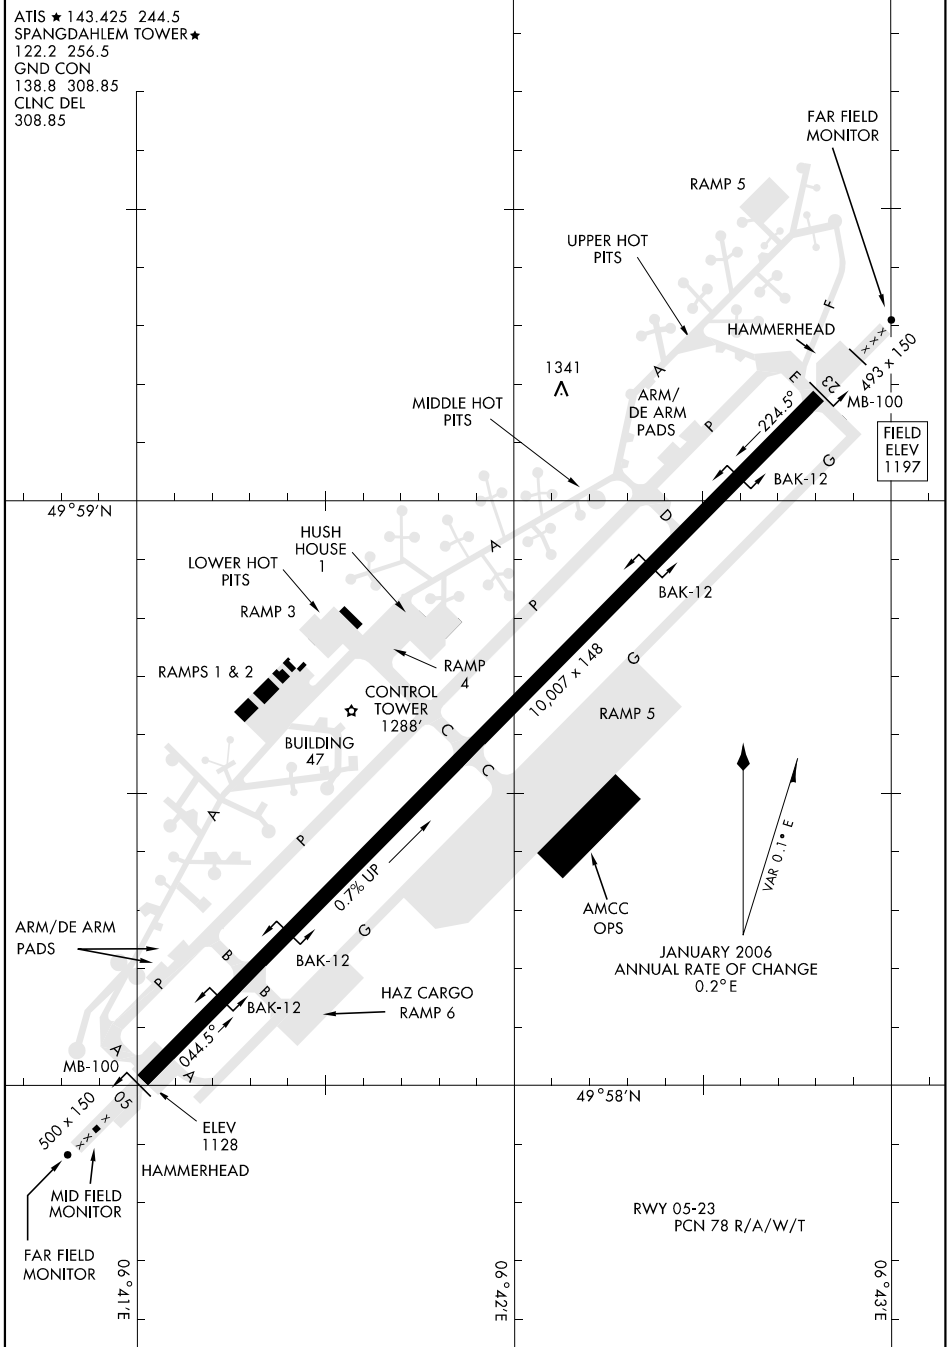 ATIS ★ 143.425 244.5
SPANGDAHLEM TOWER★
122.2 256.5
GND CON
138.8 308.85
CLNC DEL
308.85
FAR FIELD
MONITOR
RAMP 5
UPPER HOT
PITS
F
HAMMERHEAD
x x x
493 x 150
1341
A
ARM/
DE ARM
PADS
E
23
MB-100
MIDDLE HOT
PITS
P
224.5°
FIELD
ELEV
1197
G
BAK-12
49°59'N
D
HUSH
HOUSE
1
A
LOWER HOT
PITS
BAK-12
RAMP 3
P
10,007 x 148
G
RAMP
4
RAMPS 1 & 2
CONTROL
TOWER
1288'
RAMP 5
BUILDING
47
C
C
A
P
VAR 0.1° E
0.7% UP
AMCC
OPS
ARM/DE ARM
PADS
G
B
BAK-12
JANUARY 2006
ANNUAL RATE OF CHANGE
0.2°E
P
B
HAZ CARGO
RAMP 6
BAK-12
044.5°
A
MB-100
A
05
49°58'N
500 x 150
x x x
ELEV
1128
HAMMERHEAD
MID FIELD
MONITOR
RWY 05-23
PCN 78 R/A/W/T
FAR FIELD
MONITOR
06°41'E
06°42'E
06°43'E